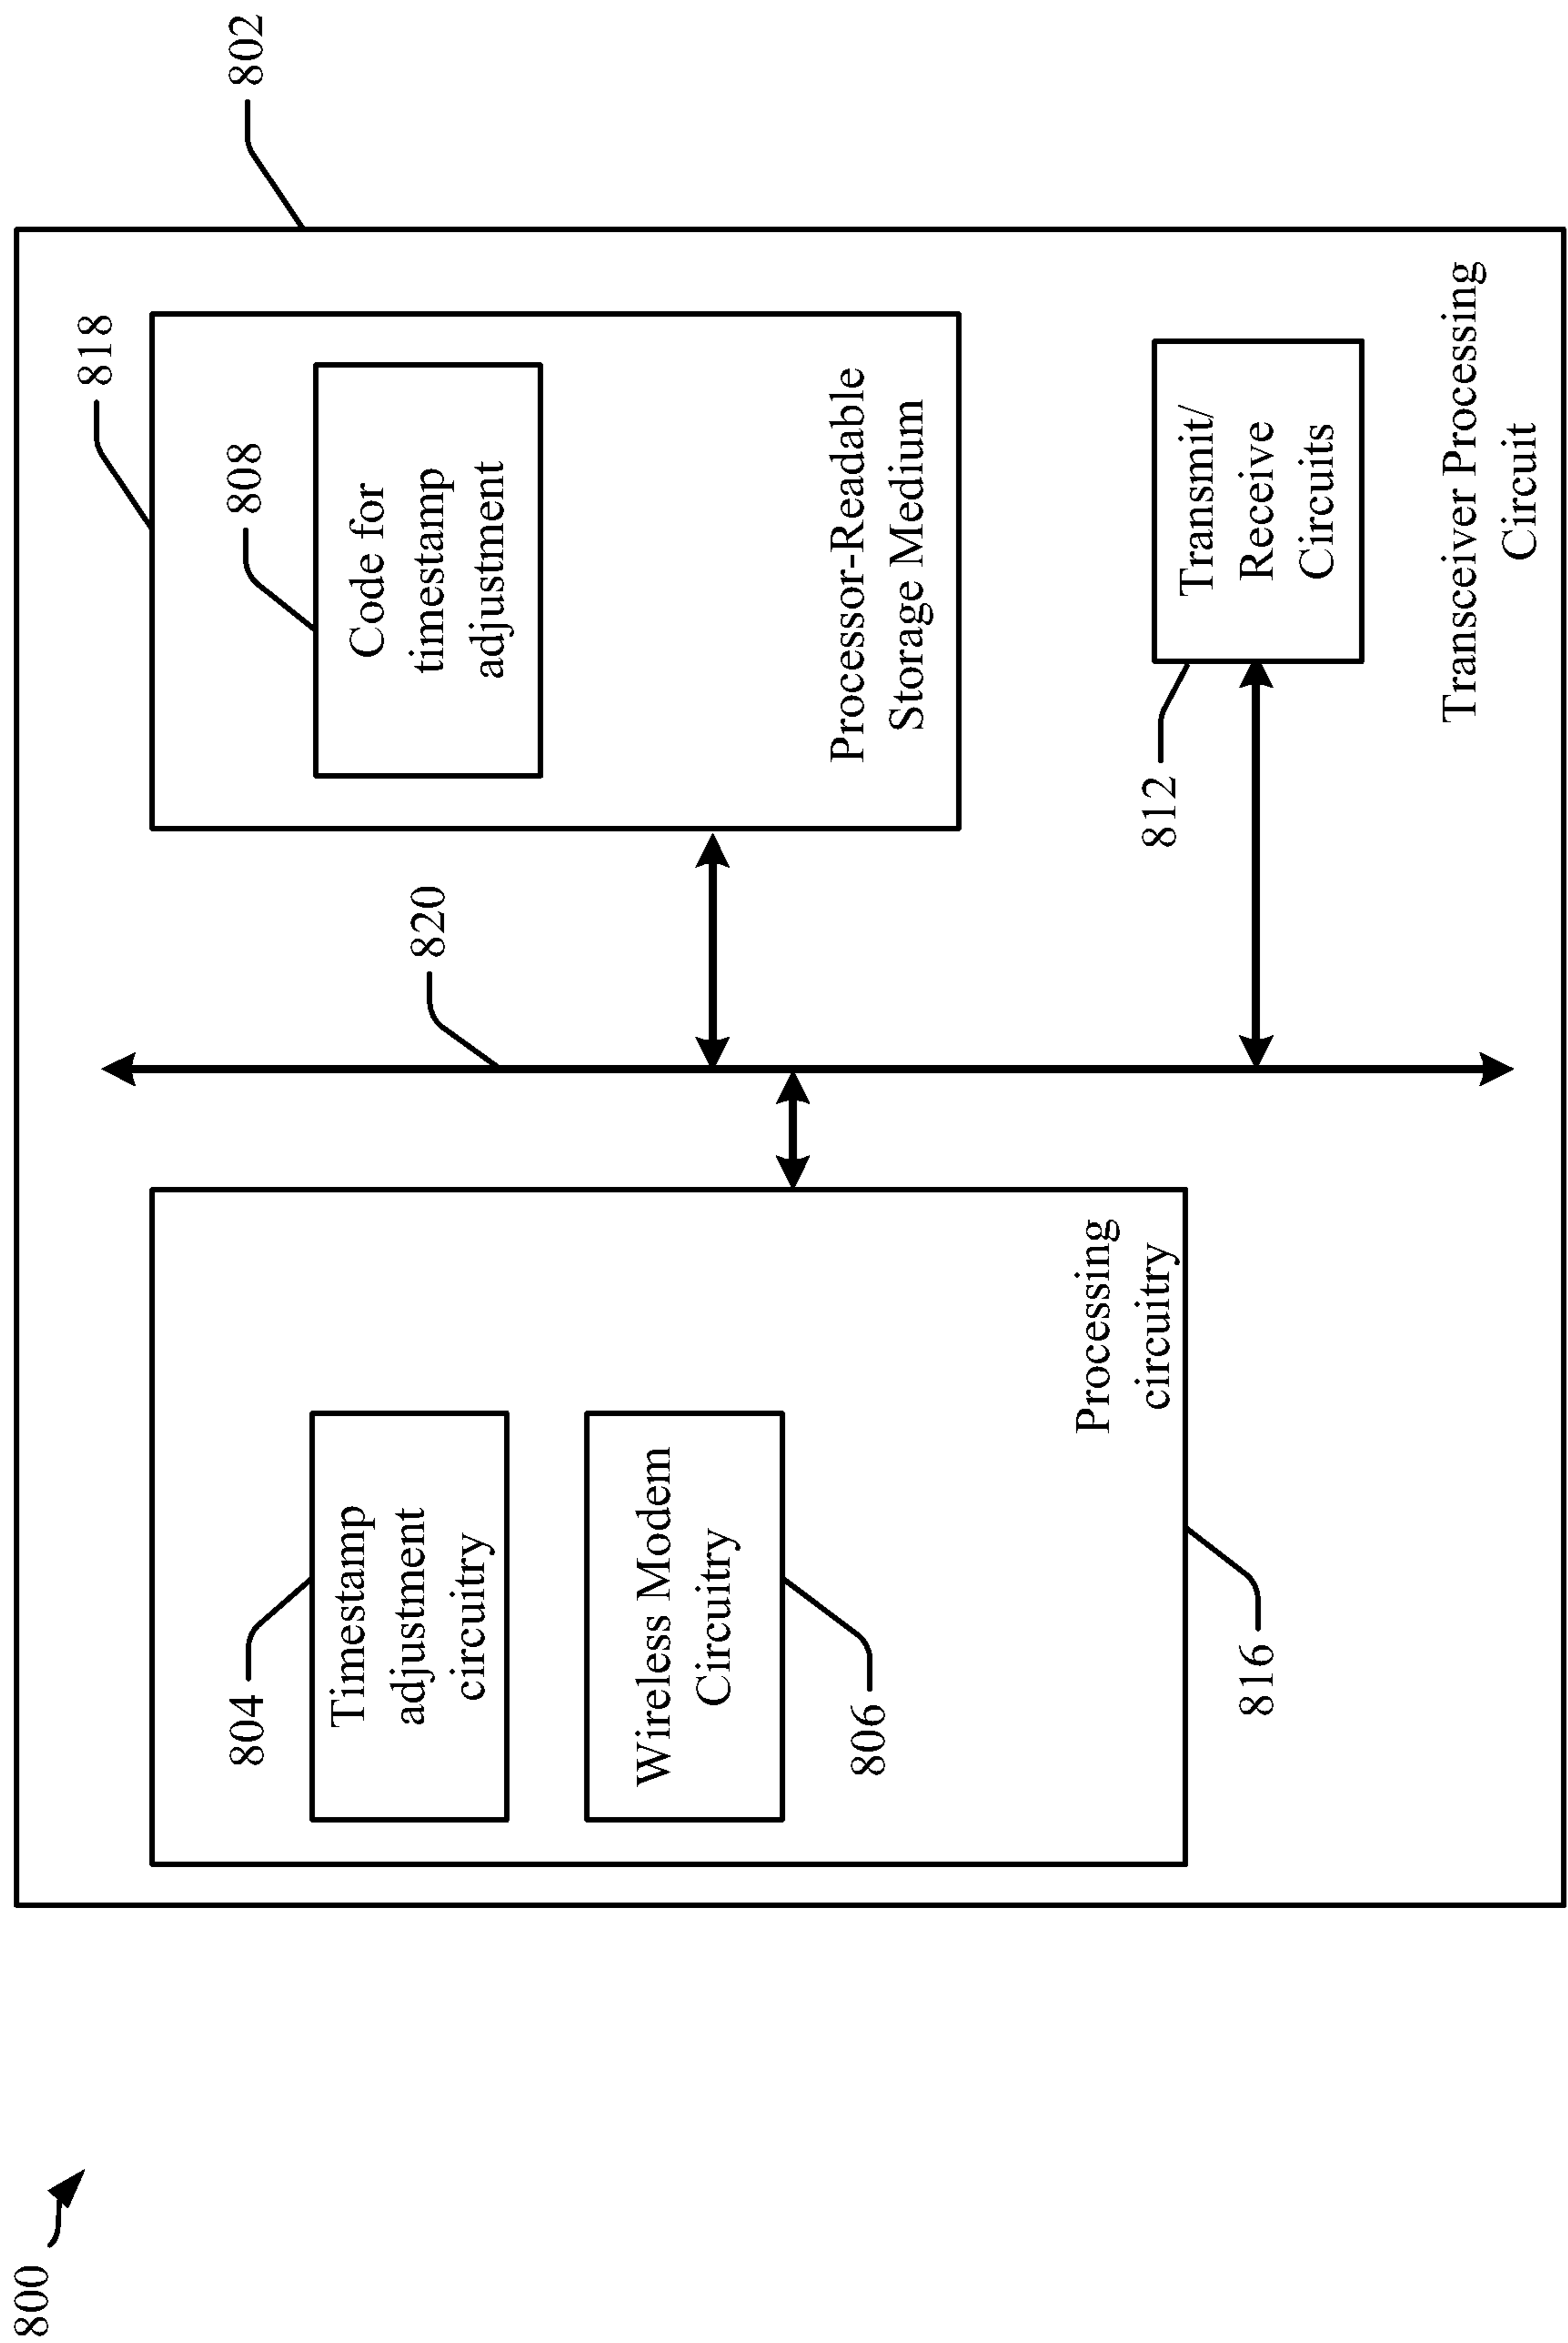 800
802
818
808
Code for
timestamp
adjustment
Processor-Readable
Storage Medium
820
804
Timestamp
adjustment
circuitry
Wireless Modem
Circuitry
806
Processing
circuitry
816
812
Transmit/
Receive
Circuits
Transceiver Processing
Circuit